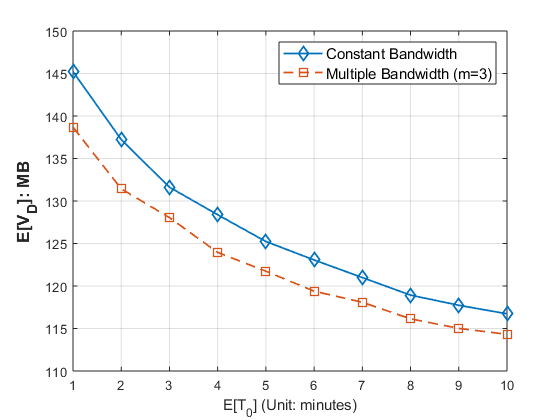 150
145
140
135
130
125
120
115
110
E[V_D]: MB
Constant Bandwidth
Multiple Bandwidth (m=3)
1 2 3 4 5 6 7 8 9 10
E[T_0] (Unit: minutes)